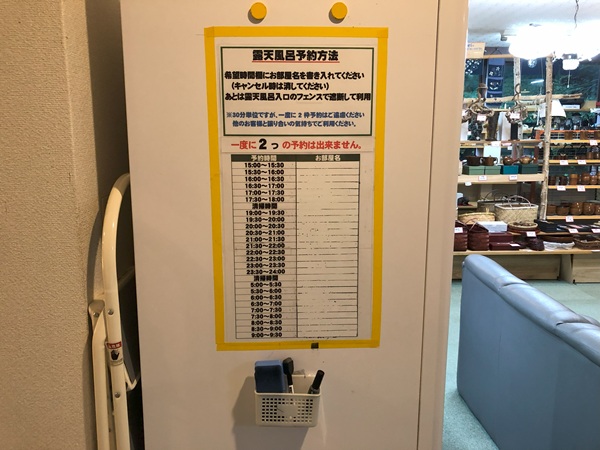 露天風呂予約方法
希望時間欄にお部屋名を書き入れてください
(キャンセル時は消してください)
あとは露天風呂入口のフェンスで遮断して利用
※30分単位ですが、一度に2枠予約はご遠慮ください。
他のお客様と譲り合いの気持ちでご利用ください。
一度に2つの予約は出来ません。
予約時間 お部屋名
15:00～15:30
15:30～16:00
16:00～16:30
16:30～17:00
17:00～17:30
17:30～18:00
清掃時間
19:00～19:30
19:30～20:00
20:00～20:30
20:30～21:00
21:00～21:30
21:30～22:00
22:00～22:30
22:30～23:00
23:00～23:30
23:30～24:00
清掃時間
5:00～5:30
5:30～6:00
6:00～6:30
6:30～7:00
7:00～7:30
7:30～8:00
8:00～8:30
8:30～9:00
9:00～9:30